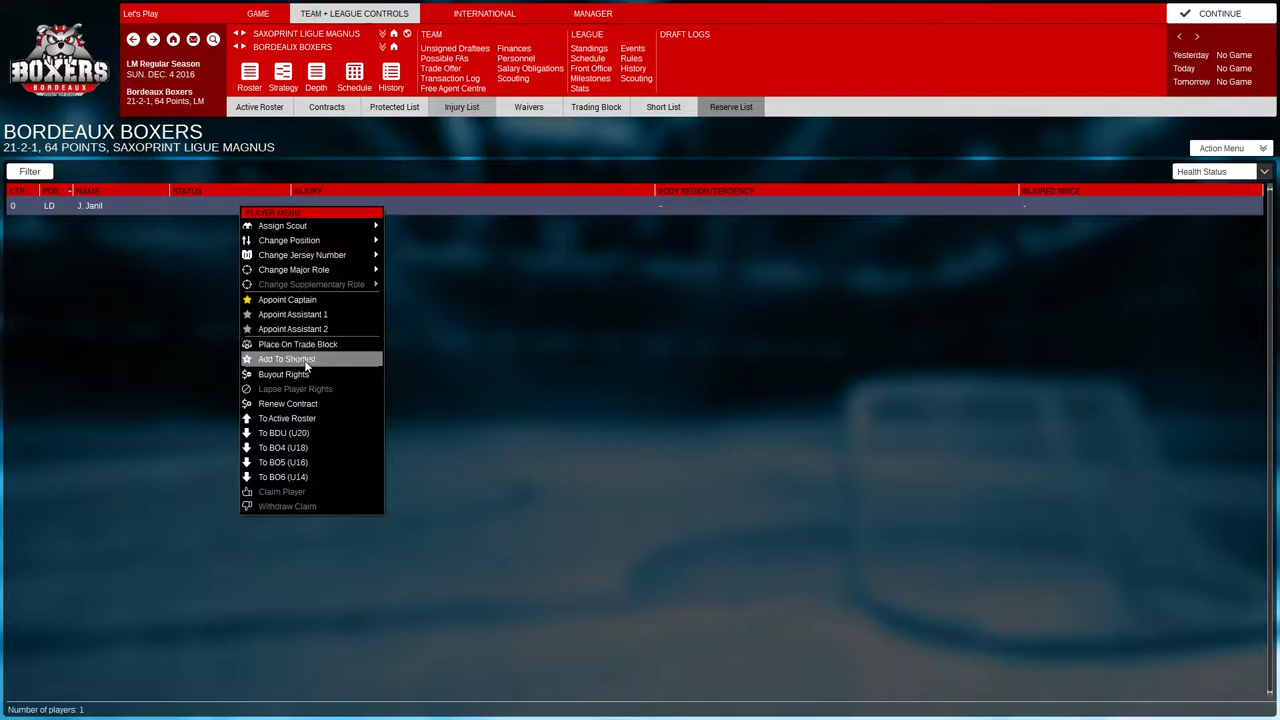 Let's Play
GAME
TEAM + LEAGUE CONTROLS
INTERNATIONAL
MANAGER
CONTINUE
BOXERS
BORDEAUX
LM Regular Season
SUN. DEC. 4 2016
Bordeaux Boxers
21-2-1, 64 Points, LM
SAXOPRINT LIGUE MAGNUS
BORDEAUX BOXERS
Roster
Strategy
Depth
Schedule
History
TEAM
Unsigned Draftees
Finances
Possible FAs
Personnel
Trade Offer
Salary Obligations
Transaction Log
Scouting
Free Agent Centre
LEAGUE
Standings
Events
Schedule
Rules
Front Office
History
Milestones
Scouting
Stats
DRAFT LOGS
Yesterday No Game
Today No Game
Tomorrow No Game
Active Roster
Contracts
Protected List
Injury List
Waivers
Trading Block
Short List
Reserve List
BORDEAUX BOXERS
21-2-1, 64 POINTS, SAXOPRINT LIGUE MAGNUS
Action Menu
Filter
Health Status
CTR POS NAME STATUS INJURY BODY REGION (TENDENCY INJURED SINCE
0 LD J. Janil - -
PLAYER MENU
Assign Scout
Change Position
Change Jersey Number
Change Major Role
Change Supplementary Role
Appoint Captain
Appoint Assistant 1
Appoint Assistant 2
Place On Trade Block
Add To Shortlist
Buyout Rights
Lapse Player Rights
Renew Contract
To Active Roster
To BDU (U20)
To BO4 (U18)
To BO5 (U16)
To BO6 (U14)
Claim Player
Withdraw Claim
Number of players: 1